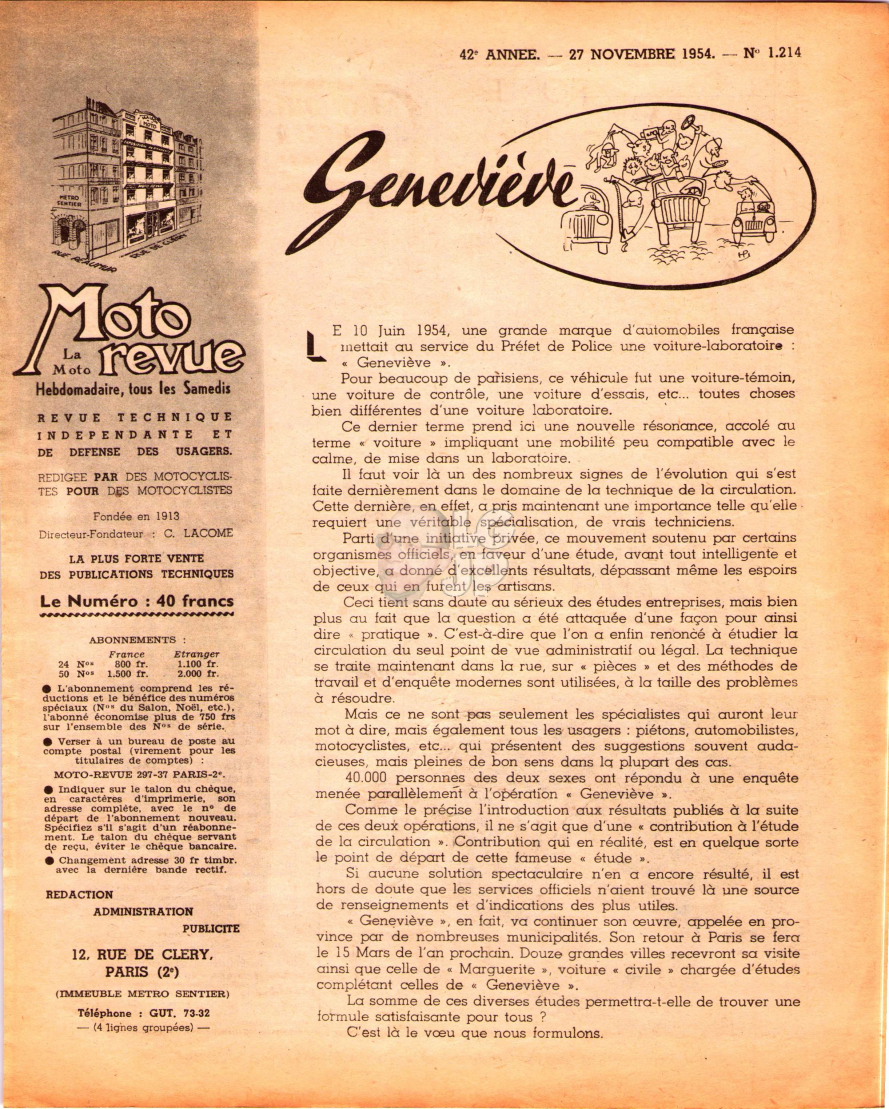 42e ANNEE. — 27 NOVEMBRE 1954. — No 1.214
METRO
SENTIER
MOTO
RUE REAUMUR
RUE DE CLERY
Moto
La
Moto revue
Hebdomadaire, tous les Samedis
REVUE TECHNIQUE
INDEPENDANTE ET
DE DEFENSE DES USAGERS.
REDIGEE PAR DES MOTOCYCLIS-
TES POUR DES MOTOCYCLISTES
Fondée en 1913
Directeur-Fondateur : C. LACOME
LA PLUS FORTE VENTE
DES PUBLICATIONS TECHNIQUES
Le Numéro : 40 francs
ABONNEMENTS :
France Etranger
24 Nos 800 fr. 1.100 fr.
50 Nos 1.500 fr. 2.000 fr.
● L'abonnement comprend les ré-
ductions et le bénéfice des numéros
spéciaux (Nos du Salon, Noël, etc.),
l'abonné économise plus de 750 frs
sur l'ensemble des Nos de série.
● Verser à un bureau de poste au
compte postal (virement pour les
titulaires de comptes) :
MOTO-REVUE 297-37 PARIS-2e.
● Indiquer sur le talon du chèque,
en caractères d'imprimerie, son
adresse complète, avec le no de
départ de l'abonnement nouveau.
Spécifiez s'il s'agit d'un réabonne-
ment. Le talon du chèque servant
de reçu, éviter le chèque bancaire.
● Changement adresse 30 fr timbr.
avec la dernière bande rectif.
REDACTION
ADMINISTRATION
PUBLICITE
12, RUE DE CLERY,
PARIS (2e)
(IMMEUBLE METRO SENTIER)
Téléphone : GUT. 73-32
— (4 lignes groupées) —
Geneviève
HB
LE 10 Juin 1954, une grande marque d'automobiles française
mettait au service du Préfet de Police une voiture-laboratoire :
« Geneviève ».
Pour beaucoup de parisiens, ce véhicule fut une voiture-témoin,
une voiture de contrôle, une voiture d'essais, etc... toutes choses
bien différentes d'une voiture laboratoire.
Ce dernier terme prend ici une nouvelle résonance, accolé au
terme « voiture » impliquant une mobilité peu compatible avec le
calme, de mise dans un laboratoire.
Il faut voir là un des nombreux signes de l'évolution qui s'est
faite dernièrement dans le domaine de la technique de la circulation.
Cette dernière, en effet, a pris maintenant une importance telle qu'elle
requiert une véritable spécialisation, de vrais techniciens.
Parti d'une initiative privée, ce mouvement soutenu par certains
organismes officiels, en faveur d'une étude, avant tout intelligente et
objective, a donné d'excellents résultats, dépassant même les espoirs
de ceux qui en furent les artisans.
Ceci tient sans doute au sérieux des études entreprises, mais bien
plus au fait que la question a été attaquée d'une façon pour ainsi
dire « pratique ». C'est-à-dire que l'on a enfin renoncé à étudier la
circulation du seul point de vue administratif ou légal. La technique
se traite maintenant dans la rue, sur « pièces » et des méthodes de
travail et d'enquête modernes sont utilisées, à la taille des problèmes
à résoudre.
Mais ce ne sont pas seulement les spécialistes qui auront leur
mot à dire, mais également tous les usagers : piétons, automobilistes,
motocyclistes, etc... qui présentent des suggestions souvent auda-
cieuses, mais pleines de bon sens dans la plupart des cas.
40.000 personnes des deux sexes ont répondu à une enquête
menée parallèlement à l'opération « Geneviève ».
Comme le précise l'introduction aux résultats publiés à la suite
de ces deux opérations, il ne s'agit que d'une « contribution à l'étude
de la circulation ». Contribution qui en réalité, est en quelque sorte
le point de départ de cette fameuse « étude ».
Si aucune solution spectaculaire n'en a encore résulté, il est
hors de doute que les services officiels n'aient trouvé là une source
de renseignements et d'indications des plus utiles.
« Geneviève », en fait, va continuer son œuvre, appelée en pro-
vince par de nombreuses municipalités. Son retour à Paris se fera
le 15 Mars de l'an prochain. Douze grandes villes recevront sa visite
ainsi que celle de « Marguerite », voiture « civile » chargée d'études
complétant celles de « Geneviève ».
La somme de ces diverses études permettra-t-elle de trouver une
formule satisfaisante pour tous ?
C'est là le vœu que nous formulons.